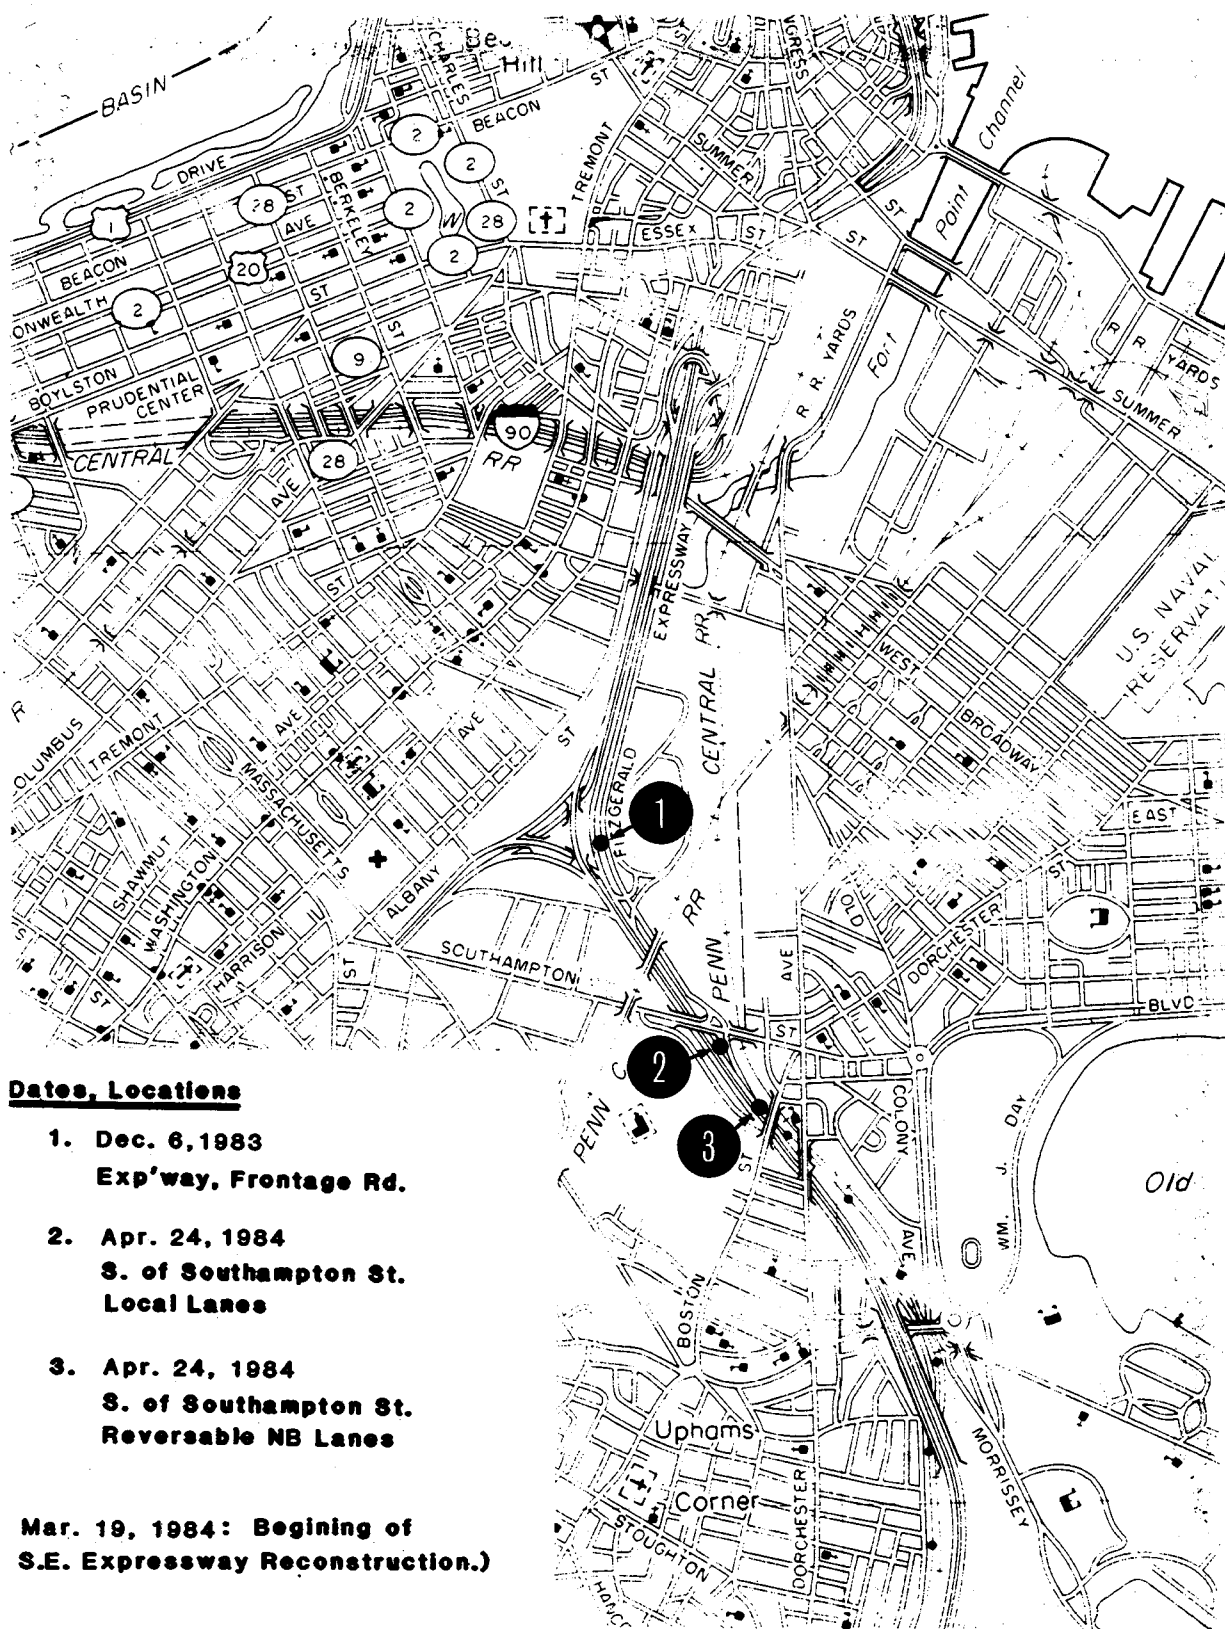 Hill
BASIN
CHARLES
BEACON
ST
TREMONT
SUMMER
ST
Channel
Point
Fort
DRIVE
2
2
ST
28
ST
AVE
BERKELEY
ST
2
28
2
1
ESSEX
ST
ST
BEACON
20
ST
2
9
BOYLSTON
PRUDENTIAL
CENTER
R R YARDS
R R YARDS
SUMMER
CENTRAL
RR
90
28
AVE
ST
EXPRESSWAY
CENTRAL RR
U.S. NAVAL
WEST
BROADWAY
R
TREMONT
AVE
AVE
ST
MASSACHUSETTS
FITZGERALD
1
EAST
ST
SHAWMUT
WASHINGTON
ALBANY
HARRISON
ST
ST
SOUTHAMPTON
ST
PENN
RR
AVE
OLD
COLONY
AVE
DORCHESTER
BLVD
2
3
PENN
C
ST
WM. J. DAY
Old
BOSTON
Uphams
Corner
DORCHESTER
STOUGHTON
MORRISSEY
Dates, Locations
1. Dec. 6, 1983
Exp'way, Frontage Rd.
2. Apr. 24, 1984
S. of Southampton St.
Local Lanes
3. Apr. 24, 1984
S. of Southampton St.
Reversable NB Lanes
Mar. 19, 1984: Begining of
S.E. Expressway Reconstruction.)